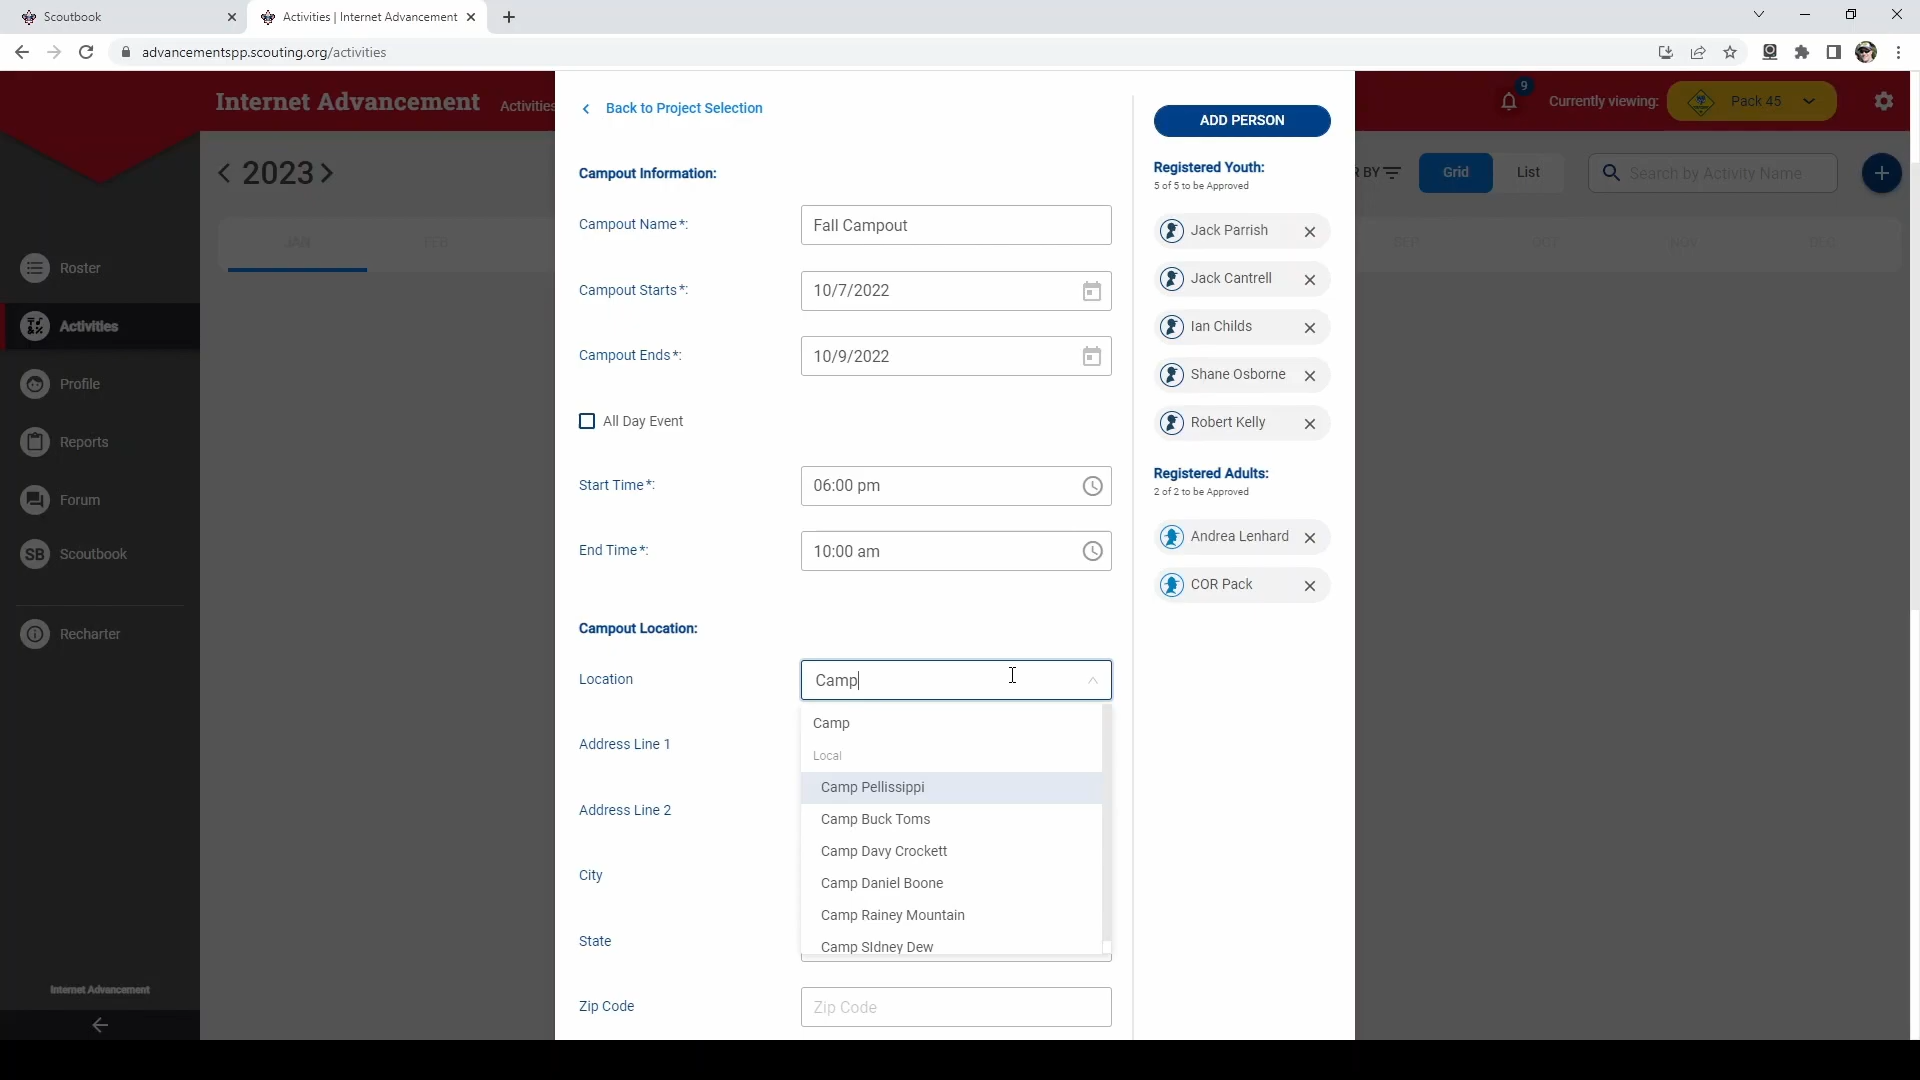 Scoutbook
Activities | Internet Advancement
advancementspp.scouting.org/activities
Internet Advancement
Activities
9
Currently viewing:
Pack 45
2023
R BY
Grid
List
Search by Activity Name
JAN
FEB
SEP
OCT
NOV
DEC
Roster
Activities
Profile
Reports
Forum
SB Scoutbook
Recharter
Internet Advancement
Back to Project Selection
Campout Information:
Campout Name*:
Fall Campout
Campout Starts*:
10/7/2022
Campout Ends*:
10/9/2022
All Day Event
Start Time*:
06:00 pm
End Time*:
10:00 am
Campout Location:
Location
Camp
Camp
Local
Camp Pellissippi
Camp Buck Toms
Camp Davy Crockett
Camp Daniel Boone
Camp Rainey Mountain
Camp SIdney Dew
Address Line 1
Address Line 2
City
State
Zip Code
Zip Code
ADD PERSON
Registered Youth:
5 of 5 to be Approved
Jack Parrish
Jack Cantrell
Ian Childs
Shane Osborne
Robert Kelly
Registered Adults:
2 of 2 to be Approved
Andrea Lenhard
COR Pack